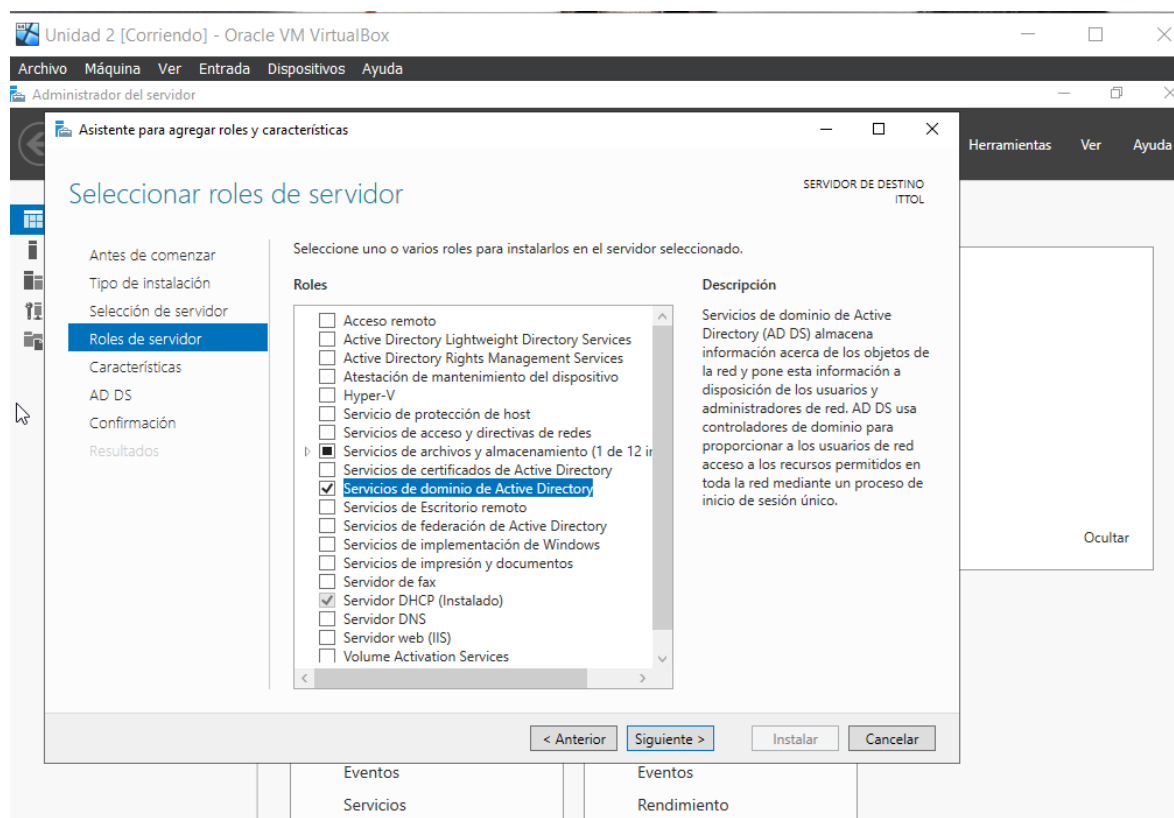 Unidad 2 [Corriendo] - Oracle VM VirtualBox
Archivo Máquina Ver Entrada Dispositivos Ayuda
Administrador del servidor
Asistente para agregar roles y características
Herramientas Ver Ayuda
Seleccionar roles de servidor
SERVIDOR DE DESTINO
ITTOL
Antes de comenzar
Tipo de instalación
Selección de servidor
Roles de servidor
Características
AD DS
Confirmación
Resultados
Seleccione uno o varios roles para instalarlos en el servidor seleccionado.
Roles
Acceso remoto
Active Directory Lightweight Directory Services
Active Directory Rights Management Services
Atestación de mantenimiento del dispositivo
Hyper-V
Servicio de protección de host
Servicios de acceso y directivas de redes
Servicios de archivos y almacenamiento (1 de 12 in
Servicios de certificados de Active Directory
Servicios de dominio de Active Directory
Servicios de Escritorio remoto
Servicios de federación de Active Directory
Servicios de implementación de Windows
Servicios de impresión y documentos
Servidor de fax
Servidor DHCP (Instalado)
Servidor DNS
Servidor web (IIS)
Volume Activation Services
Descripción
Servicios de dominio de Active
Directory (AD DS) almacena
información acerca de los objetos de
la red y pone esta información a
disposición de los usuarios y
administradores de red. AD DS usa
controladores de dominio para
proporcionar a los usuarios de red
acceso a los recursos permitidos en
toda la red mediante un proceso de
inicio de sesión único.
Ocultar
< Anterior
Siguiente >
Instalar
Cancelar
Eventos
Servicios
Eventos
Rendimiento